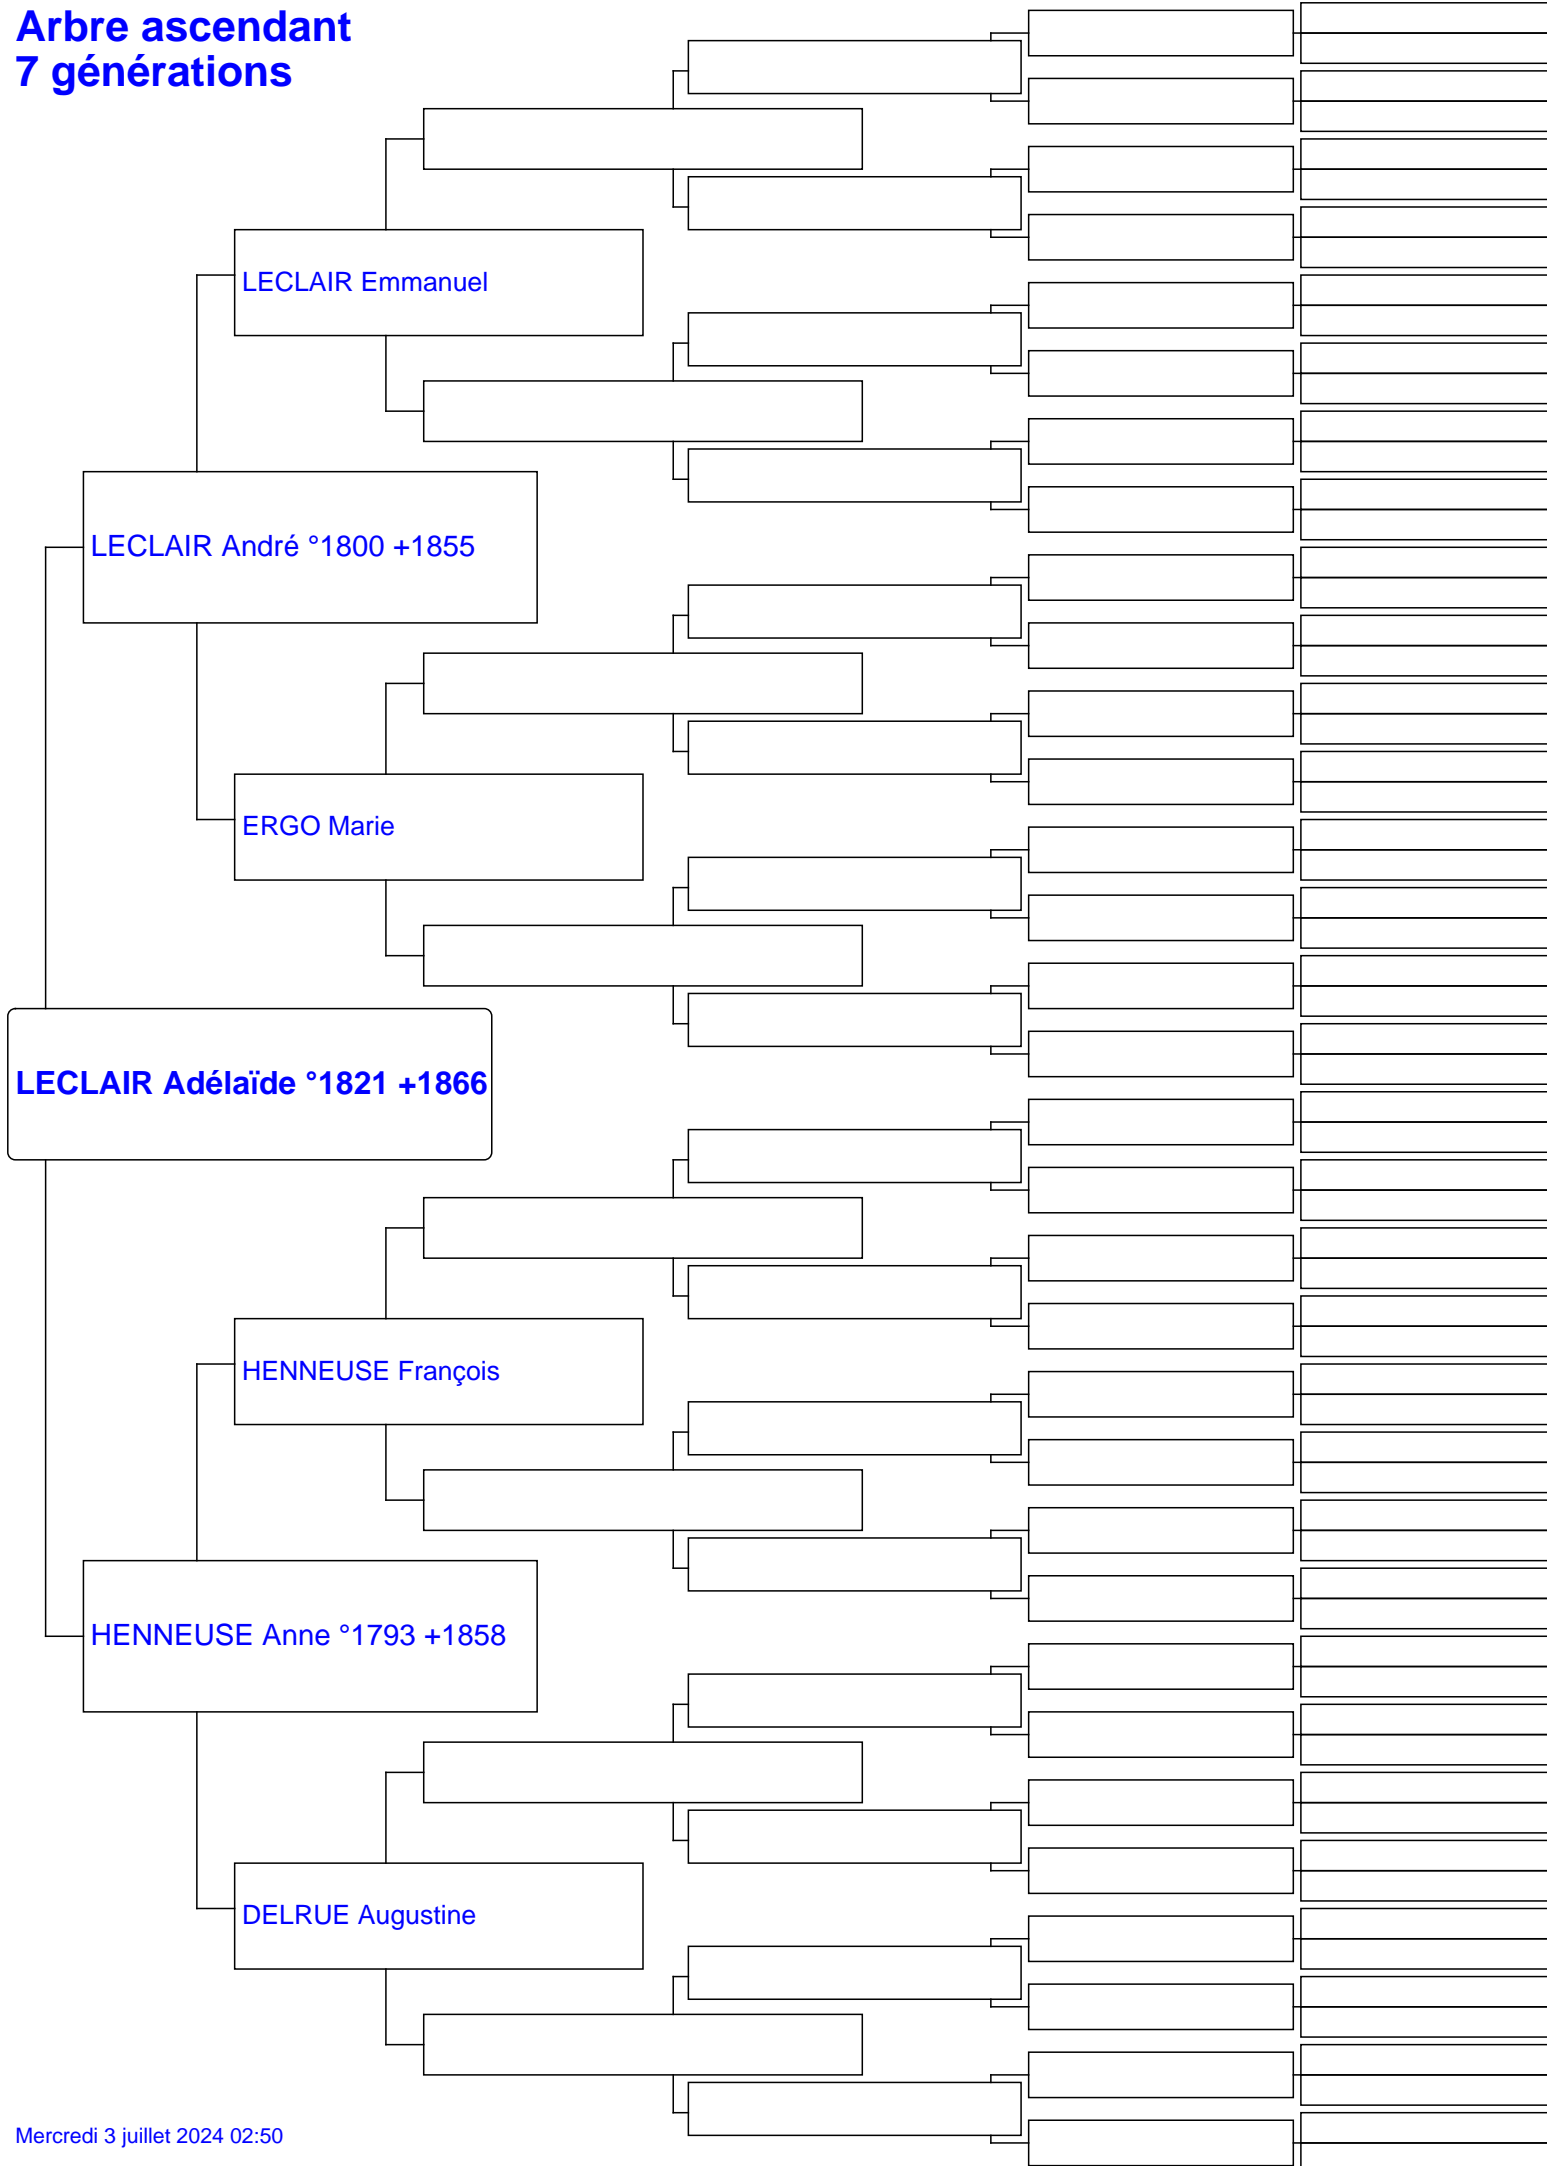 Arbre ascendant
7 générations
LECLAIR Emmanuel
LECLAIR André °1800 +1855
ERGO Marie
LECLAIR Adélaïde °1821 +1866
HENNEUSE François
HENNEUSE Anne °1793 +1858
DELRUE Augustine
Mercredi 3 juillet 2024 02:50